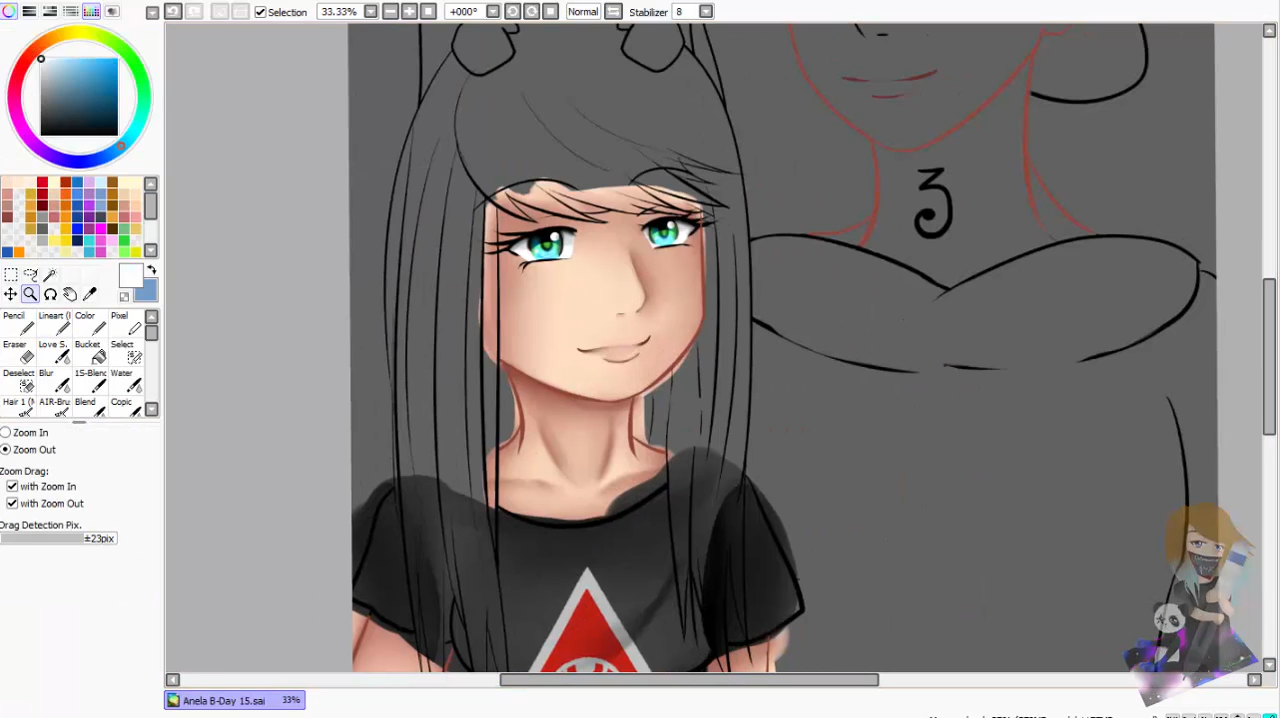 Selection 33.33% +000° Normal Stabilizer 8
3
Pencil Lineart ( Color Pixel
Eraser Love S. Bucket Select
Deselect Blur 15-Blend Water
Hair 1 ( AIR-Bru Blend Copic
Zoom In
Zoom Out
Zoom Drag:
with Zoom In
with Zoom Out
Drag Detection Pix.
±23pix
Anela B-Day 15.sai 33%